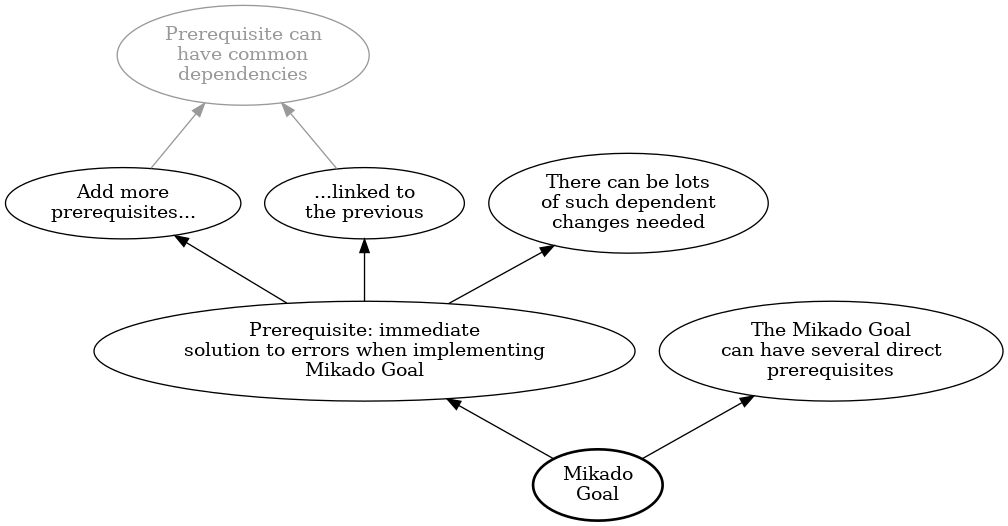 Prerequisite can
have common
dependencies
Add more
prerequisites...
...linked to
the previous
There can be lots
of such dependent
changes needed
Prerequisite: immediate
solution to errors when implementing
Mikado Goal
The Mikado Goal
can have several direct
prerequisites
Mikado
Goal